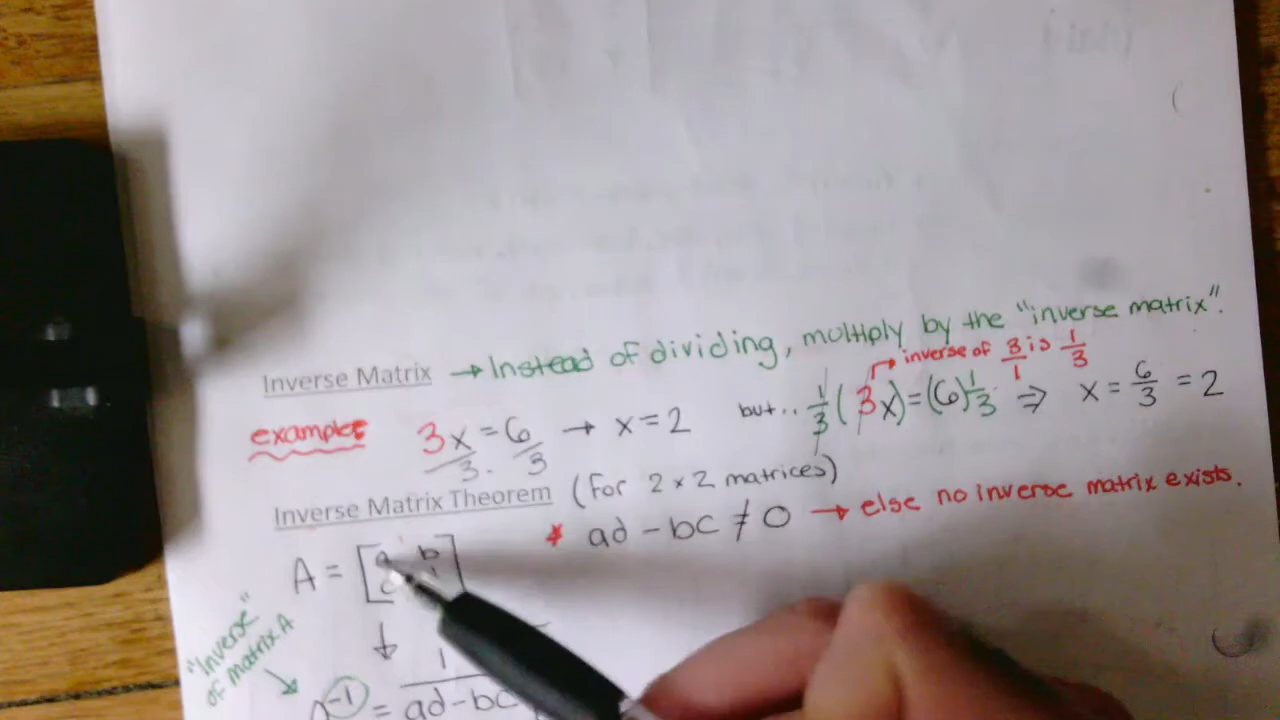 Inverse Matrix → Instead of dividing, multiply by the "inverse matrix".
inverse of 3/1 is 1/3
example: 3x/3 = 6/3 → x = 2 but.. 1/3 (3x) = (6) 1/3 ⇒ x = 6/3 = 2
Inverse Matrix Theorem (for 2x2 matrices)
* ad - bc ≠ 0 → else no inverse matrix exists.
A = [a b
c
"inverse" of matrix A
↓
-1 = 1/ad-bc